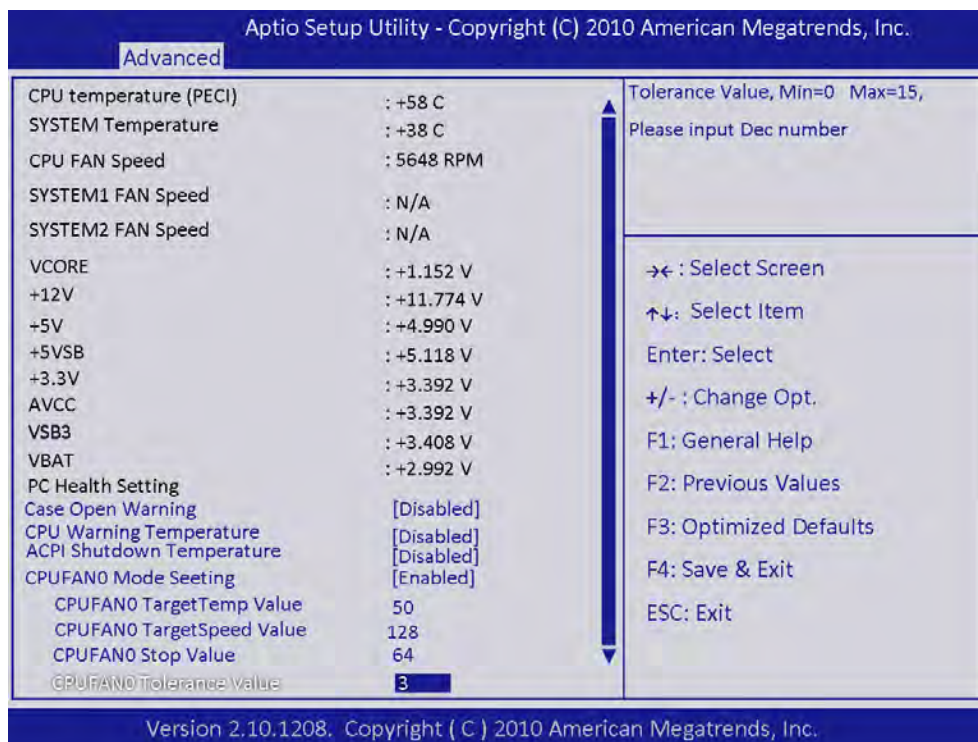 Aptio Setup Utility - Copyright (C) 2010 American Megatrends, Inc.
Advanced
CPU temperature (PECI) : +58 C
SYSTEM Temperature : +38 C
CPU FAN Speed : 5648 RPM
SYSTEM1 FAN Speed : N/A
SYSTEM2 FAN Speed : N/A
VCORE : +1.152 V
+12V : +11.774 V
+5V : +4.990 V
+5VSB : +5.118 V
+3.3V : +3.392 V
AVCC : +3.392 V
VSB3 : +3.408 V
VBAT : +2.992 V
PC Health Setting
Case Open Warning [Disabled]
CPU Warning Temperature [Disabled]
ACPI Shutdown Temperature [Disabled]
CPUFAN0 Mode Seeting [Enabled]
CPUFAN0 TargetTemp Value 50
CPUFAN0 TargetSpeed Value 128
CPUFAN0 Stop Value 64
CPUFAN0 Tolerance Value 3
Tolerance Value, Min=0 Max=15,
Please input Dec number
→← : Select Screen
↑↓: Select Item
Enter: Select
+/- : Change Opt.
F1: General Help
F2: Previous Values
F3: Optimized Defaults
F4: Save & Exit
ESC: Exit
Version 2.10.1208. Copyright ( C ) 2010 American Megatrends, Inc.